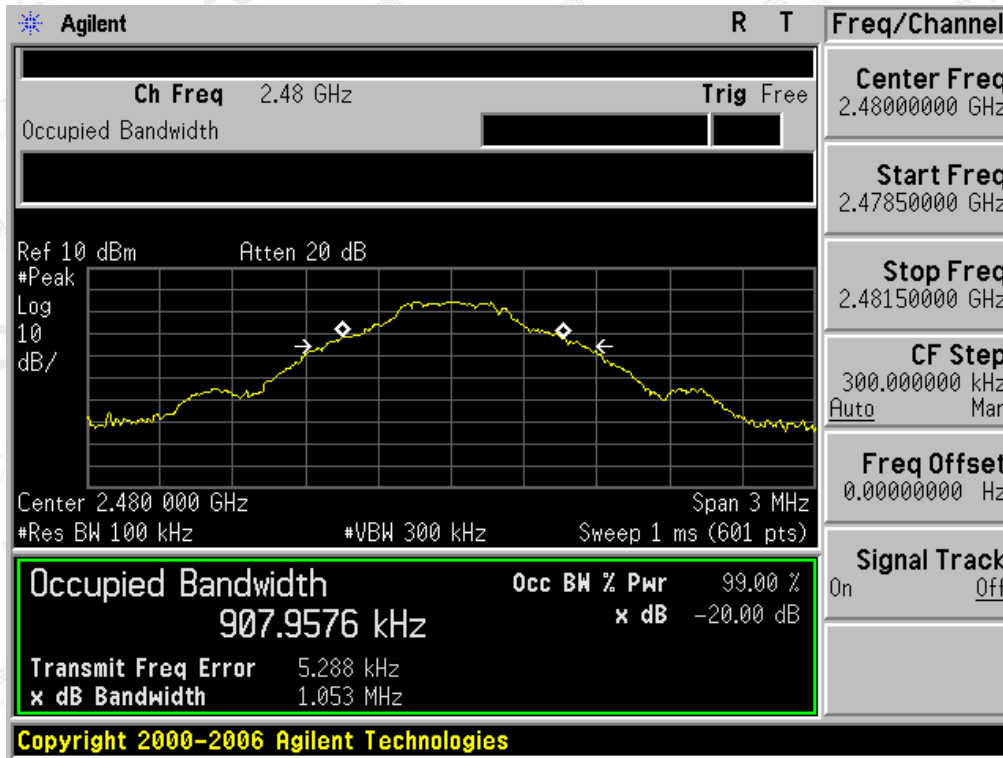 Agilent R T
Ch Freq 2.48 GHz Trig Free
Occupied Bandwidth
Ref 10 dBm Atten 20 dB
#Peak
Log
10
dB/
Center 2.480 000 GHz Span 3 MHz
#Res BW 100 kHz #VBW 300 kHz Sweep 1 ms (601 pts)
Occupied Bandwidth
907.9576 kHz
Occ BW % Pwr 99.00 %
x dB -20.00 dB
Transmit Freq Error 5.288 kHz
x dB Bandwidth 1.053 MHz
Copyright 2000-2006 Agilent Technologies
Freq/Channel
Center Freq
2.48000000 GHz
Start Freq
2.47850000 GHz
Stop Freq
2.48150000 GHz
CF Step
300.000000 kHz
Auto Man
Freq Offset
0.00000000 Hz
Signal Track
On Off